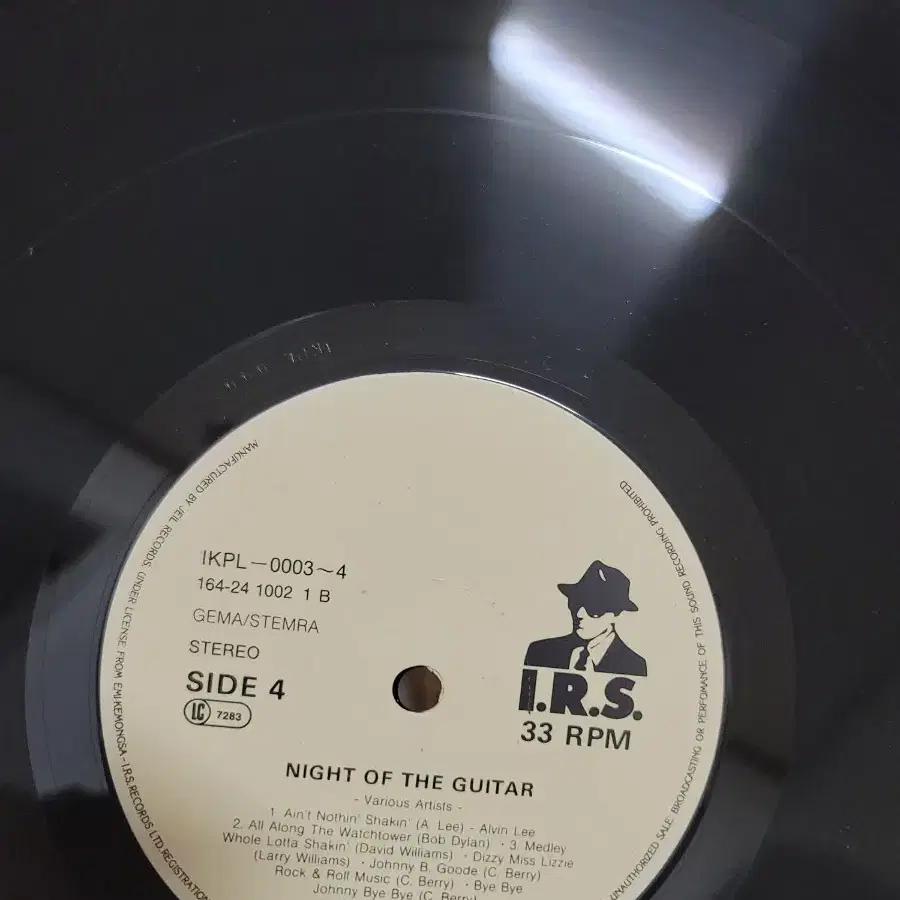 IKPL
MANUFACTURED BY JEIL RECORDS, UNDER LICENSE FROM EMI-KEMONGSA - I.R.S. RECORDS LTD. REGISTRATION
UNAUTHORIZED SALE, BROADCASTING OR PERFOMANCE OF THIS SOUND RECORDING PROHIBITED
IKPL-0003~4
164-24 1002 1 B
GEMA/STEMRA
STEREO
SIDE 4
LC 7283
I.R.S.
33 RPM
NIGHT OF THE GUITAR
- Various Artists -
1. Ain't Nothin' Shakin' (A. Lee) - Alvin Lee
2. All Along The Watchtower (Bob Dylan) · 3. Medley
Whole Lotta Shakin' (David Williams) · Dizzy Miss Lizzie
(Larry Williams) · Johnny B. Goode (C. Berry)
Rock & Roll Music (C. Berry) · Bye Bye
Johnny Bye Bye (C. Berry)